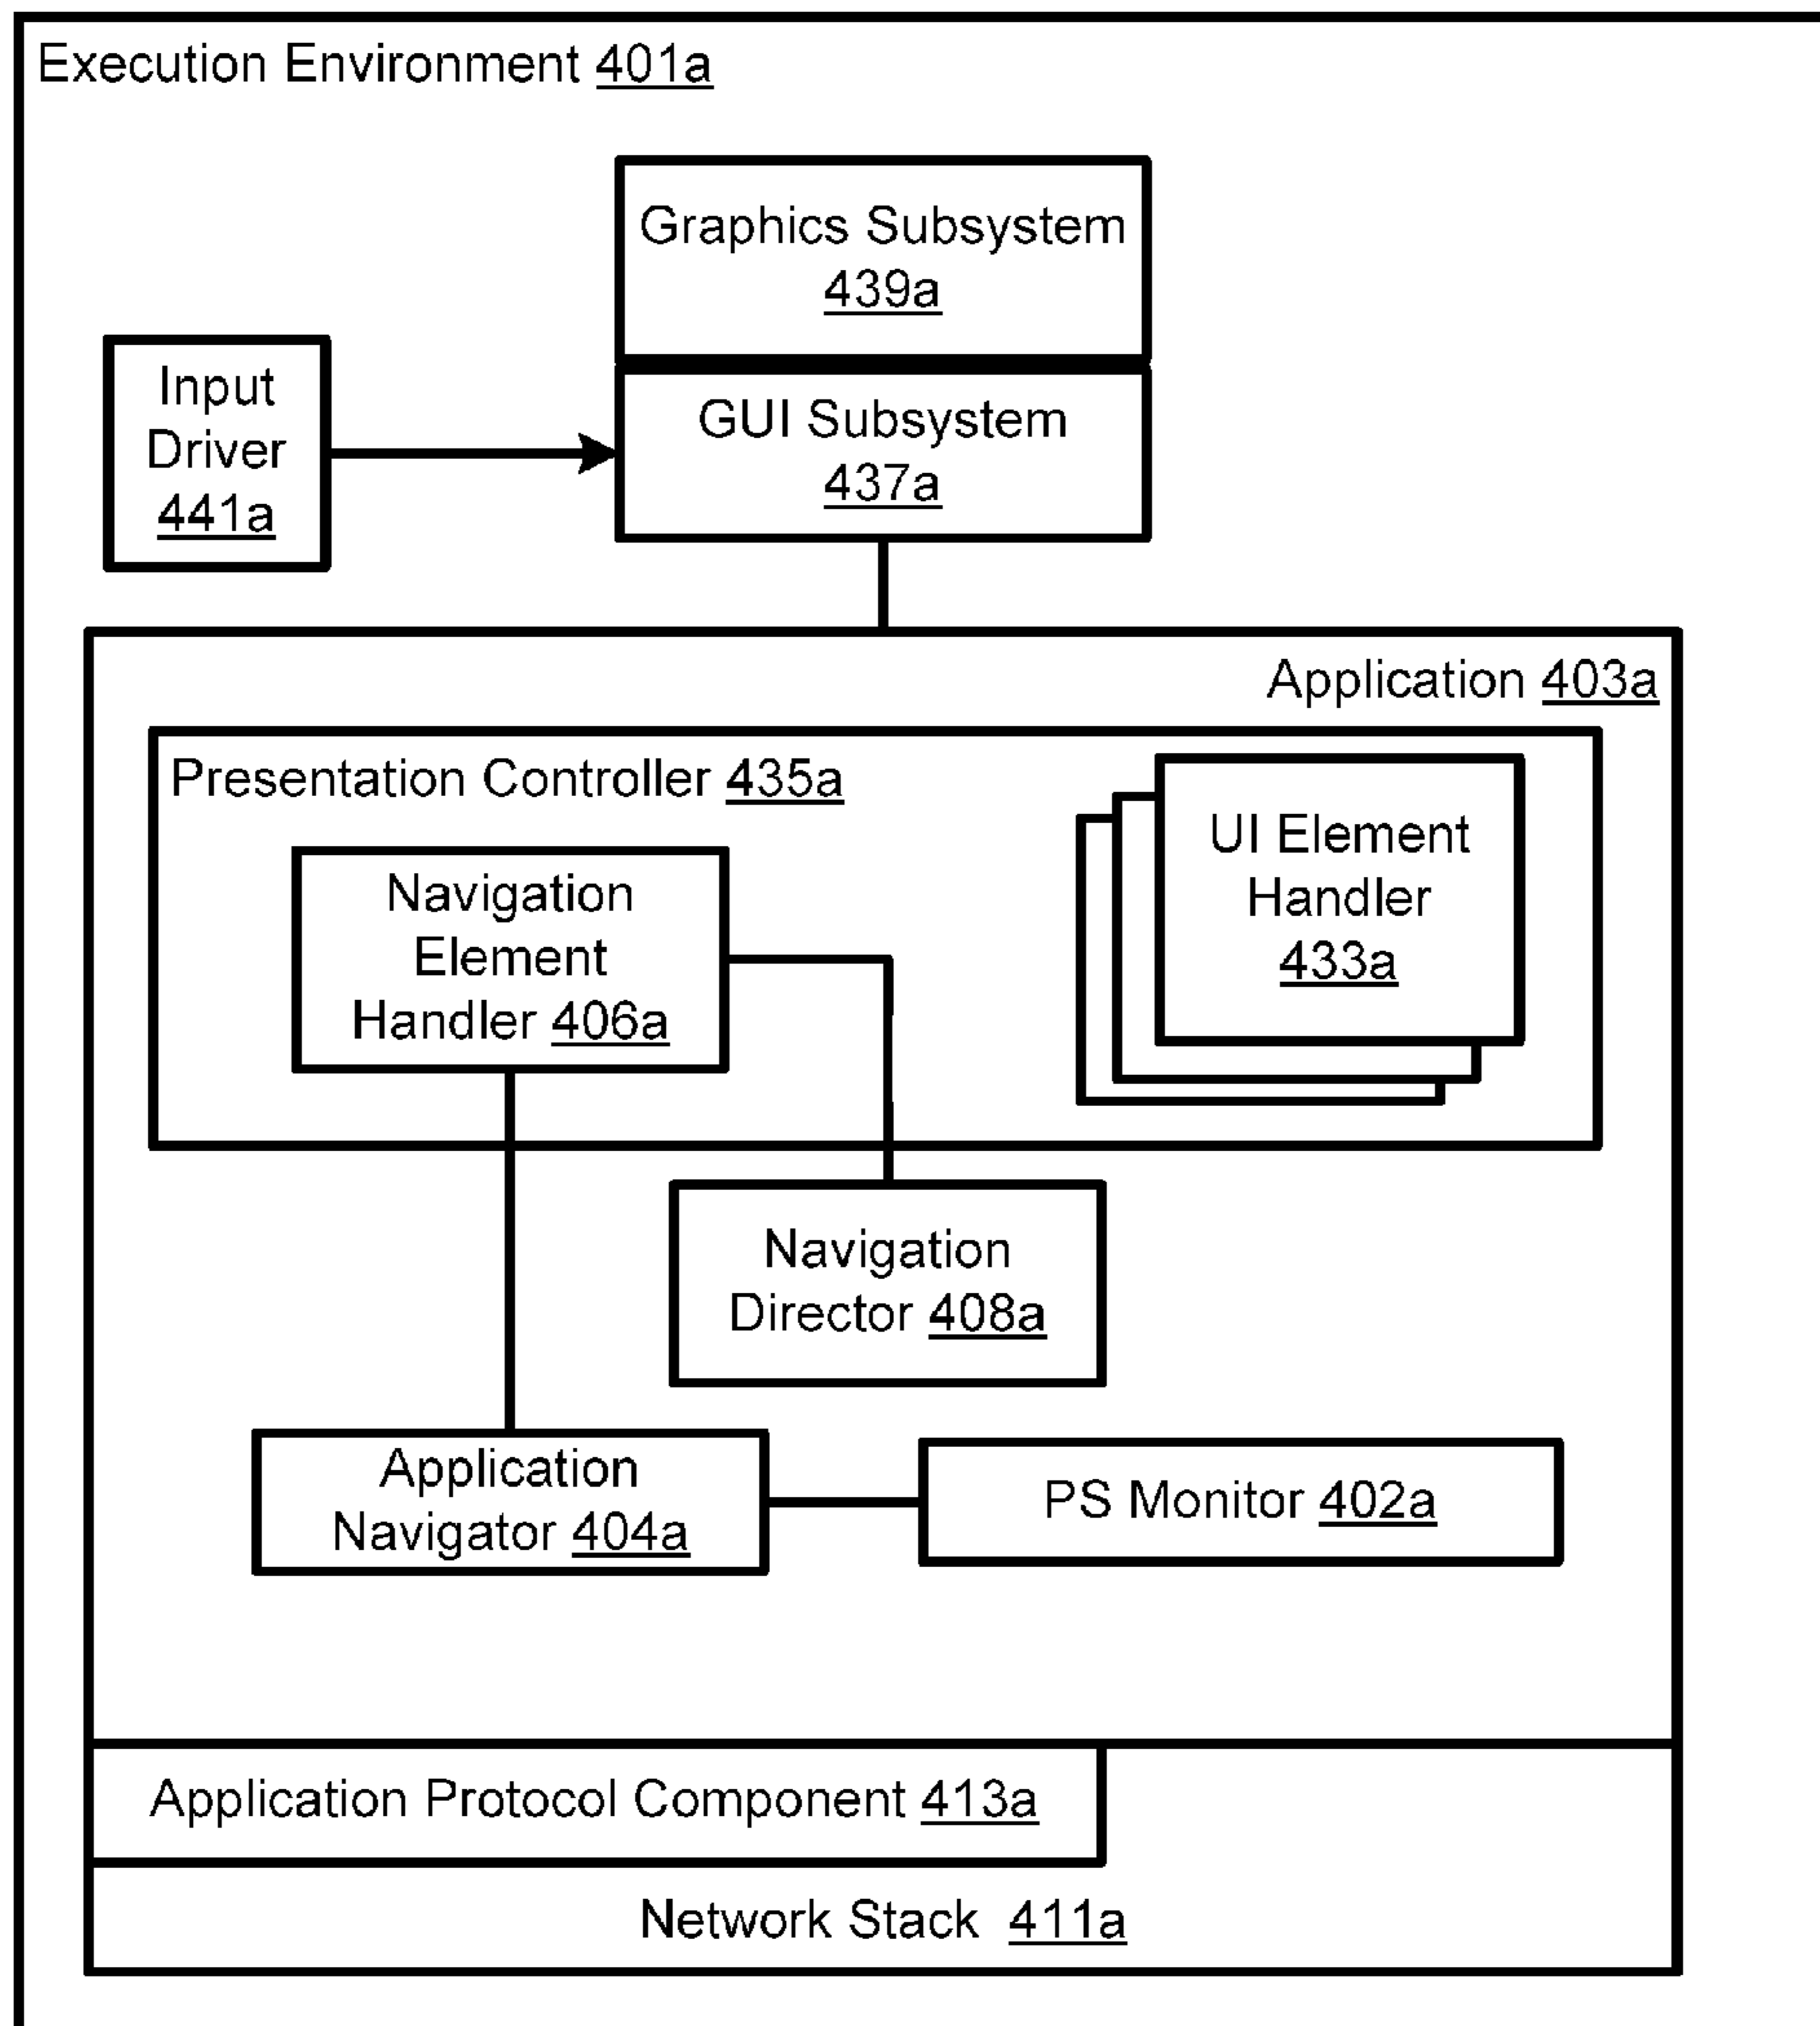 Execution Environment 401a
Graphics Subsystem
439a
Input
Driver
441a
GUI Subsystem
437a
Application 403a
Presentation Controller 435a
UI Element
Handler
433a
Navigation
Element
Handler 406a
Navigation
Director 408a
Application
Navigator 404a
PS Monitor 402a
Application Protocol Component 413a
Network Stack 411a